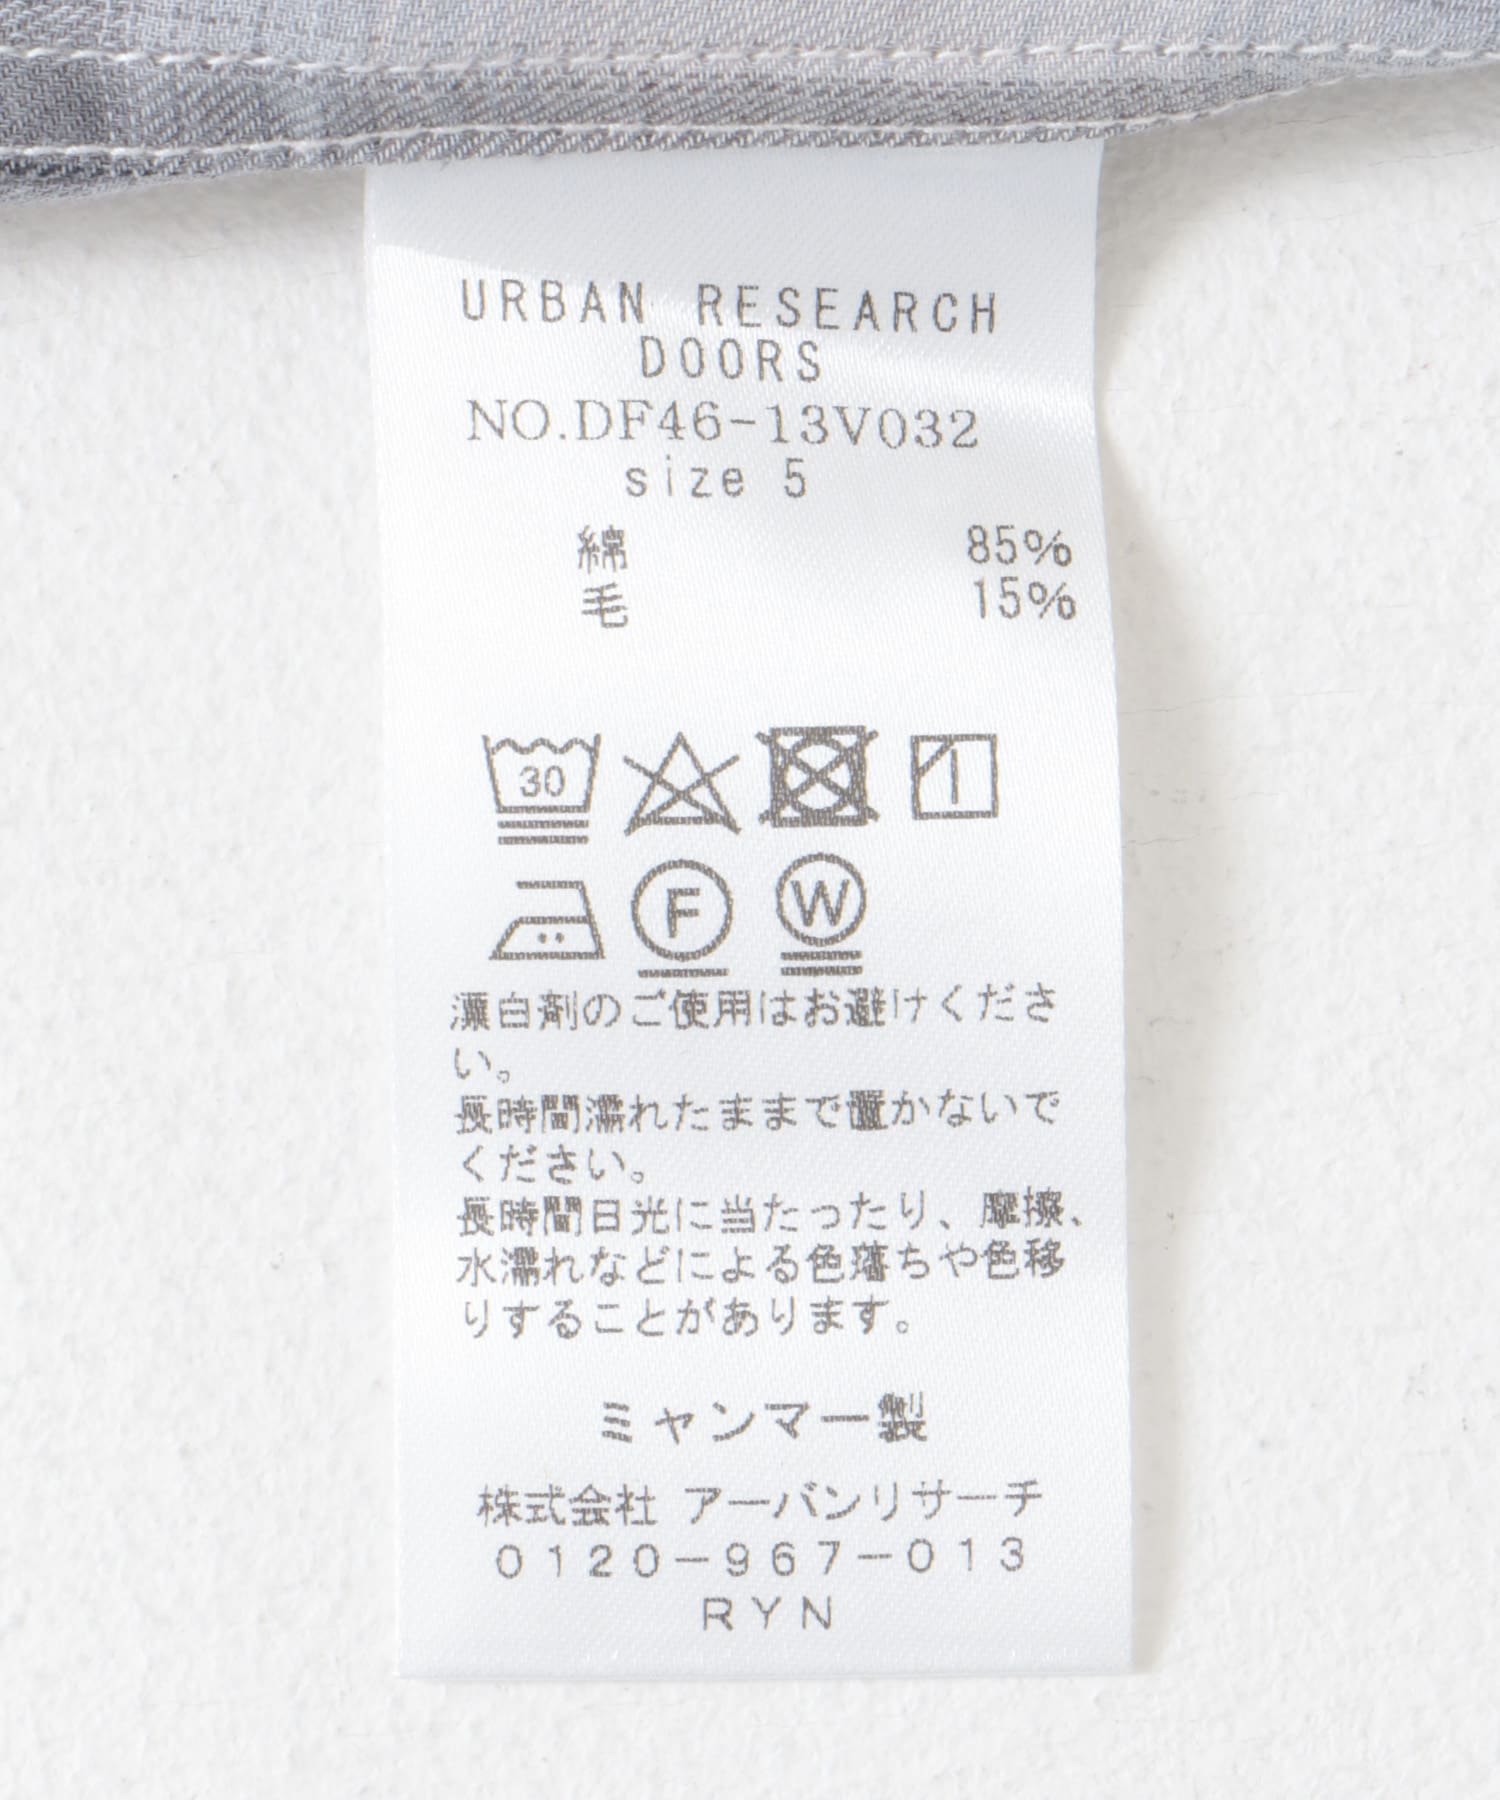 URBAN RESEARCH
DOORS
NO.DF46-13V032
size 5
綿 85%
毛 15%
30
F
W
漂白剤のご使用はお避けくださ
い。
長時間濡れたままで置かないで
ください。
長時間日光に当たったり、摩擦、
水濡れなどによる色落ちや色移
りすることがあります。
ミャンマー製
株式会社 アーバンリサーチ
0120-967-013
RYN